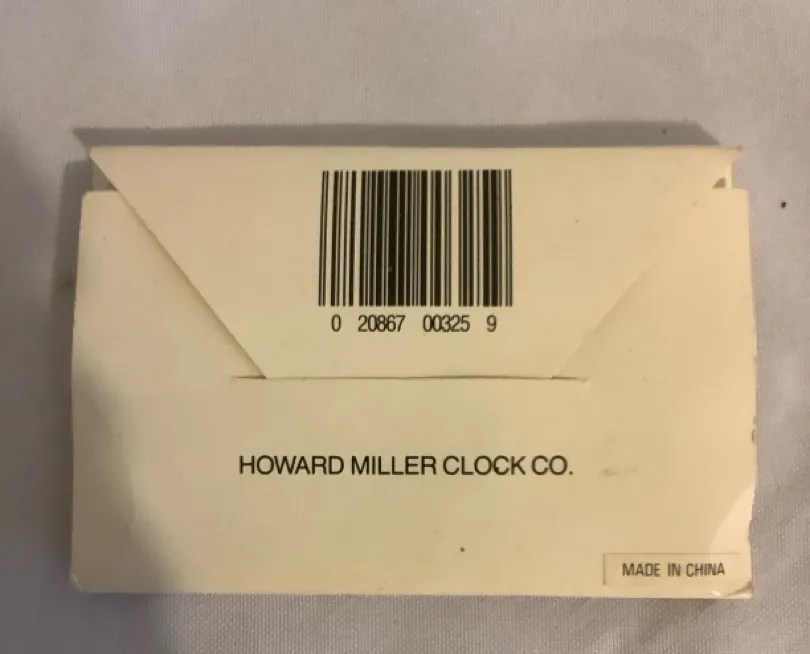 0 20867 00325 9
HOWARD MILLER CLOCK CO.
MADE IN CHINA